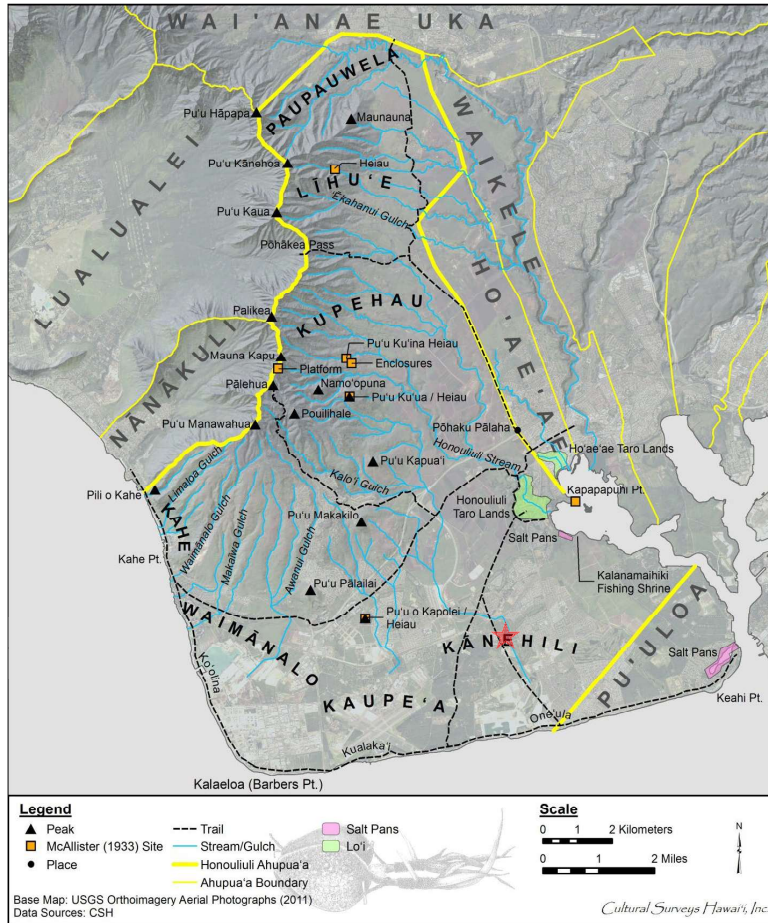 WAI'ANAE UKA
PAUPAUWELA
Pu'u Hāpapa
Maunauna
WAIKELE
LUALUALEI
Pu'u Kānehoa
Heiau
LĪHU'E
Pu'u Kaua
'Ēkahanui Gulch
Pōhākea Pass
HO'AE'AE
KUPEHAU
Palikea
NĀNĀKULI
Mauna Kapu
Pu'u Ku'ina Heiau
Enclosures
Platform
Namo'opuna
Pālehua
Pu'u Ku'ua / Heiau
Pouilihale
Pu'u Manawahua
Pōhaku Pālaha
Ho'ae'ae Taro Lands
Honouliuli Stream
Pu'u Kapua'i
Limaloa Gulch
Kalo'i Gulch
Kapapapuhi Pt.
Pili o Kahe
KAHE
Honouliuli
Taro Lands
Waimānalo Gulch
Makaīwa Gulch
Awanui Gulch
Pu'u Makakilo
Salt Pans
Kahe Pt.
Kalanamaihiki
Fishing Shrine
Pu'u Pālailai
Pu'u o Kapolei /
Heiau
WAIMĀNALO
KĀNEHILI
PU'ULOA
Salt Pans
Ko'olina
KAUPE'A
Keahi Pt.
One'ula
Kualaka'i
Kalaeloa (Barbers Pt.)
Legend
Peak
McAllister (1933) Site
Place
Trail
Stream/Gulch
Honouliuli Ahupua'a
Ahupua'a Boundary
Salt Pans
Lo'i
Scale
0 1 2 Kilometers
0 1 2 Miles
N
Base Map: USGS Orthoimagery Aerial Photographs (2011)
Data Sources: CSH
Cultural Surveys Hawai'i, Inc.